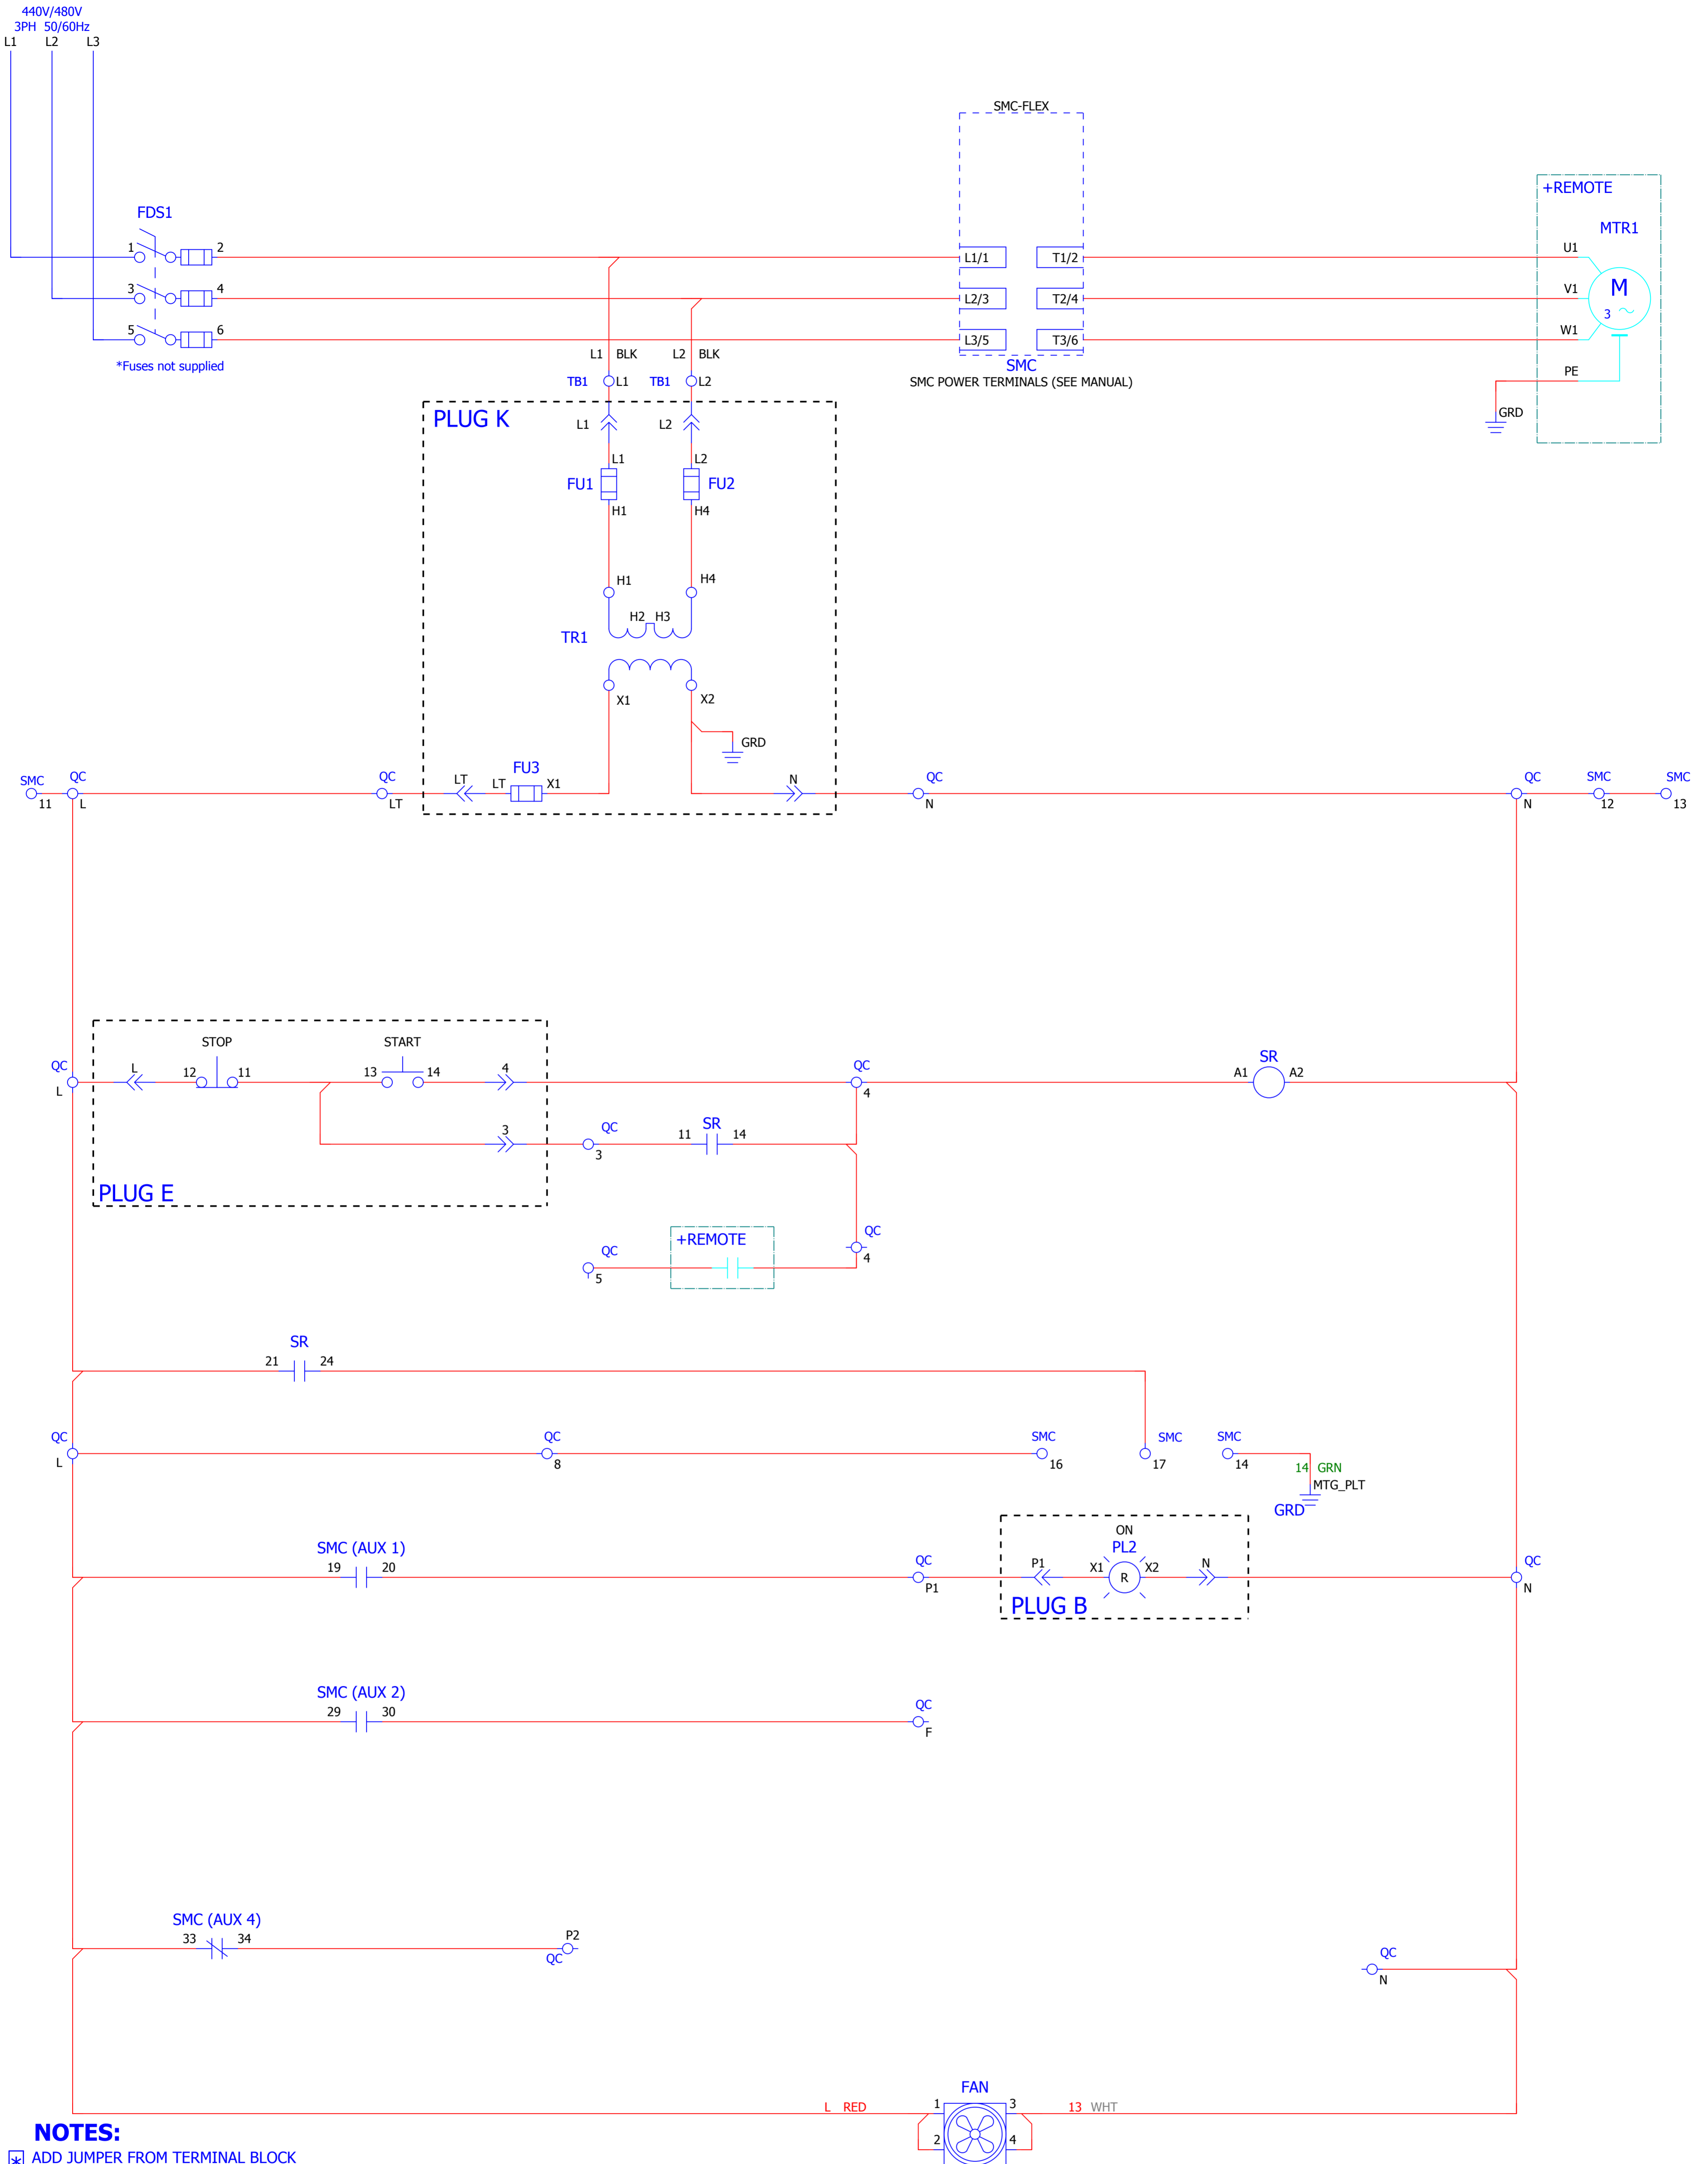 440V/480V
3PH 50/60Hz
L1 L2 L3
SMC-FLEX
+REMOTE
MTR1
FDS1
1 2
L1/1 T1/2
U1
3 4
L2/3 T2/4
V1
M
3
5 6
L3/5 T3/6
W1
*Fuses not supplied
L1 BLK L2 BLK
SMC
SMC POWER TERMINALS (SEE MANUAL)
PE
GRD
TB1 L1 TB1 L2
PLUG K
L1 L2
L1 L2
FU1 FU2
H1 H4
H1 H4
H2 H3
TR1
X1 X2
GRD
SMC QC QC
11 L LT
LT LT FU3 X1
N
QC
N
QC SMC SMC
N 12 13
STOP START
QC
L
L 12 11 13 14 4
QC
4
SR
A1 A2
3
QC
3
SR
11 14
PLUG E
QC
5
+REMOTE
QC
4
SR
21 24
QC
L
QC
8
SMC
16
SMC
17
SMC
14
14 GRN
MTG_PLT
GRD
SMC (AUX 1)
19 20
QC
P1
ON
PL2
P1 X1 R X2 N
PLUG B
QC
N
SMC (AUX 2)
29 30
QC
F
SMC (AUX 4)
33 34
P2
QC
QC
N
FAN
L RED 1 3 13 WHT
2 4
NOTES:
* ADD JUMPER FROM TERMINAL BLOCK